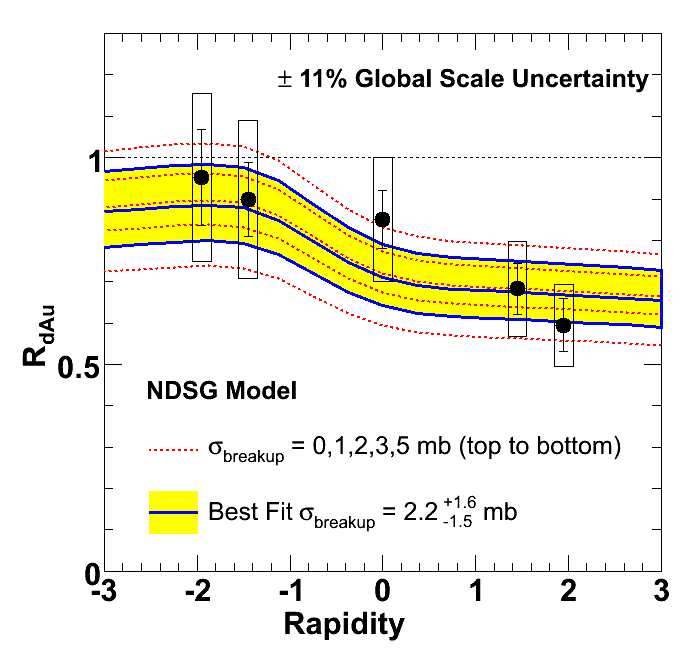 ± 11% Global Scale Uncertainty
1
R_dAu
0.5
NDSG Model
σ_breakup = 0,1,2,3,5 mb (top to bottom)
Best Fit σ_breakup = 2.2 +1.6 -1.5 mb
0
-3 -2 -1 0 1 2 3
Rapidity